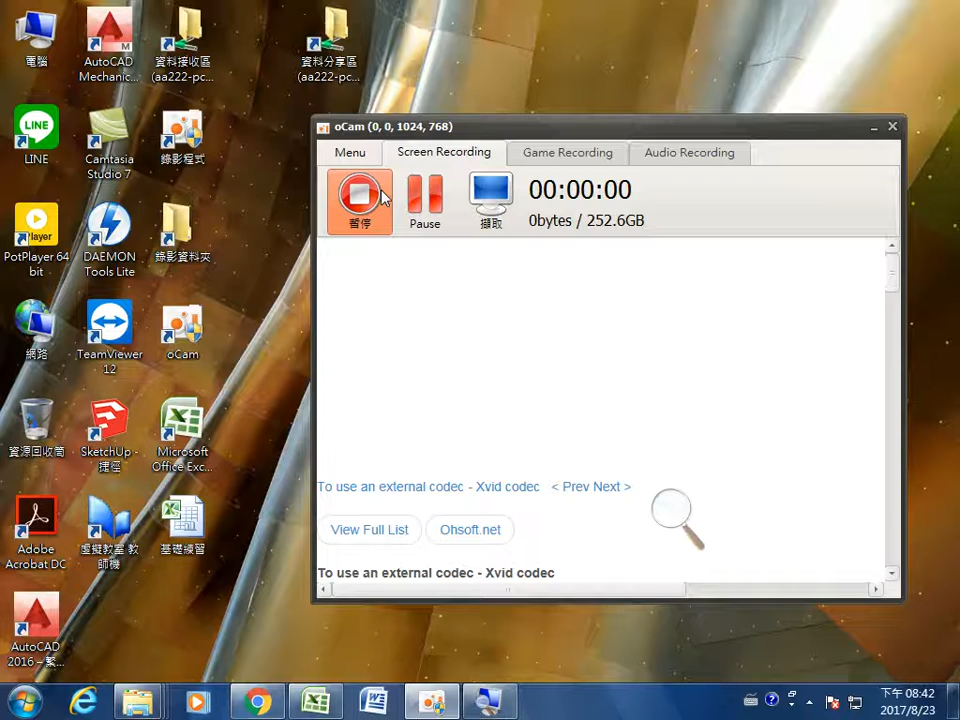 電腦
AutoCAD
Mechanic...
資料接收區
(aa222-pc...
資料分享區
(aa222-pc...
LINE
Camtasia
Studio 7
錄影程式
PotPlayer 64
bit
DAEMON
Tools Lite
錄影資料夾
網路
TeamViewer
12
oCam
資源回收筒
SketchUp -
捷徑
Microsoft
Office Exc...
Adobe
Acrobat DC
虛擬教室 教
師機
基礎練習
AutoCAD
2016 – 繁...
oCam (0, 0, 1024, 768)
Menu
Screen Recording
Game Recording
Audio Recording
暫停
Pause
擷取
00:00:00
0bytes / 252.6GB
To use an external codec - Xvid codec < Prev Next >
View Full List
Ohsoft.net
To use an external codec - Xvid codec
下午 08:42
2017/8/23